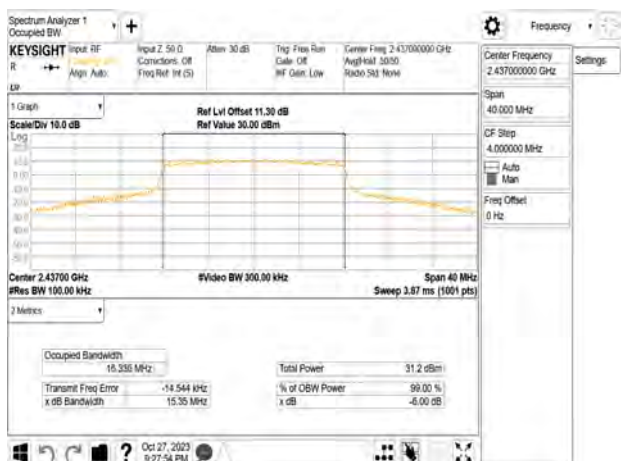 Spectrum Analyzer 1
Occupied BW
+
Frequency
Settings
KEYSIGHT
R
Input: RF
Align: Auto
Input Z: 50 Ω
Corrections: Off
Freq Ref: Int (S)
Atten: 30 dB
Trig: Free Run
Gate: Off
#IF Gain: Low
Center Freq: 2.437000000 GHz
Avg|Hold: 50/50
Radio Std: None
Center Frequency
2.437000000 GHz
Span
40.000 MHz
CF Step
4.000000 MHz
Auto
Man
Freq Offset
0 Hz
1 Graph
Scale/Div 10.0 dB
Ref Lvl Offset 11.30 dB
Ref Value 30.00 dBm
Log
Center 2.43700 GHz
#Res BW 100.00 kHz
#Video BW 300.00 kHz
Span 40 MHz
Sweep 3.87 ms (1001 pts)
2 Metrics
Occupied Bandwidth
16.336 MHz
Total Power 31.2 dBm
Transmit Freq Error -14.544 kHz
% of OBW Power 99.00 %
x dB Bandwidth 15.35 MHz
x dB -6.00 dB
?
Oct 27, 2023
9:27:54 PM